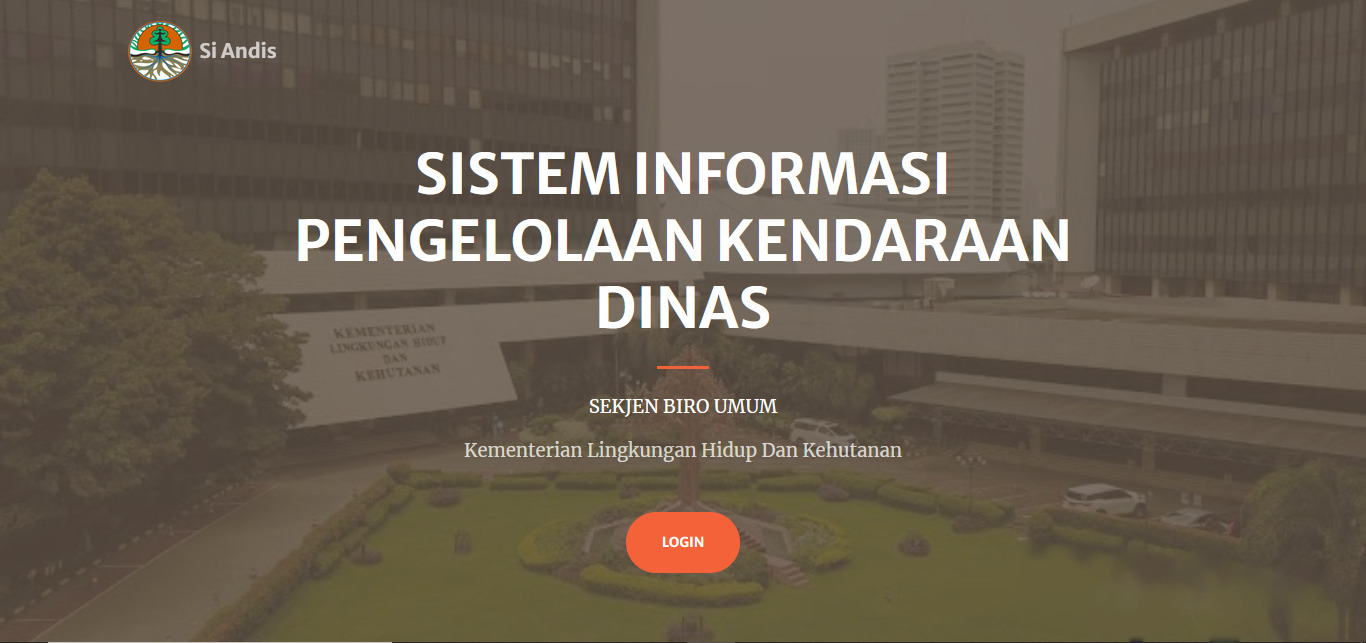 Si Andis
SISTEM INFORMASI
PENGELOLAAN KENDARAAN
DINAS
KEMENTERIAN
LINGKUNGAN HIDUP
DAN
KEHUTANAN
SEKJEN BIRO UMUM
Kementerian Lingkungan Hidup Dan Kehutanan
LOGIN